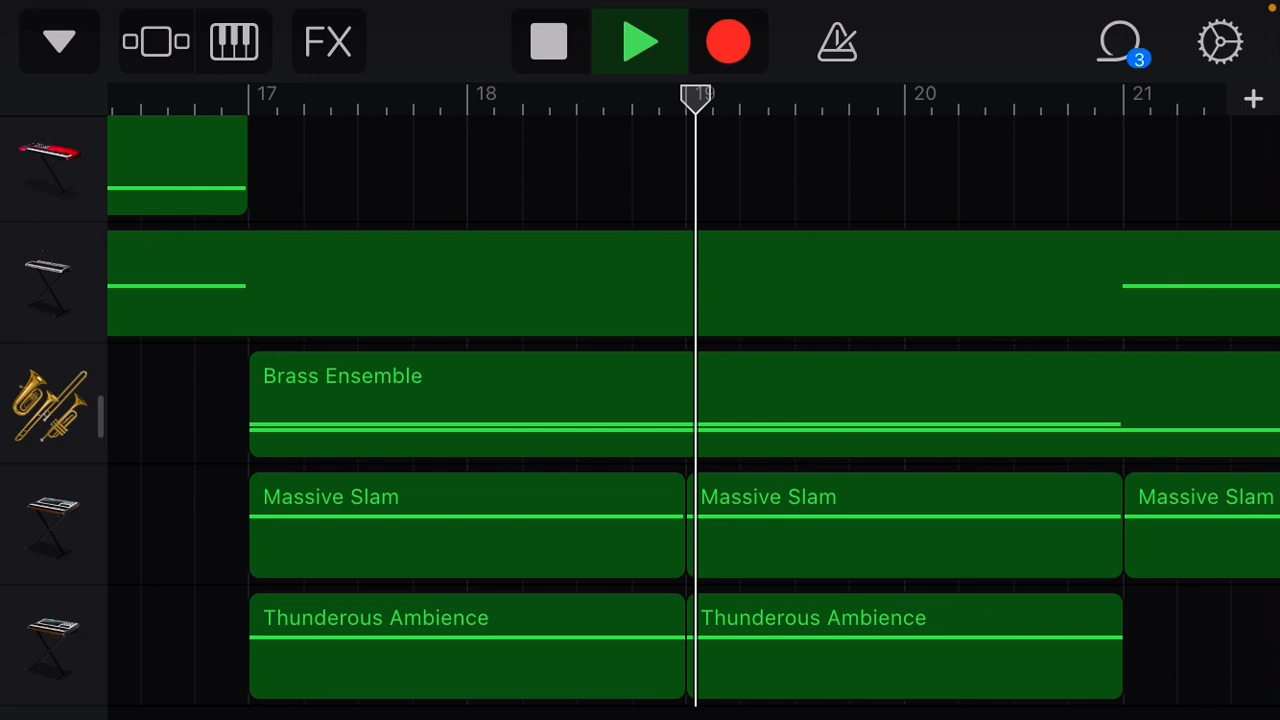 FX
3
17 18 19 20 21
Brass Ensemble
Massive Slam Massive Slam Massive Slam
Thunderous Ambience Thunderous Ambience